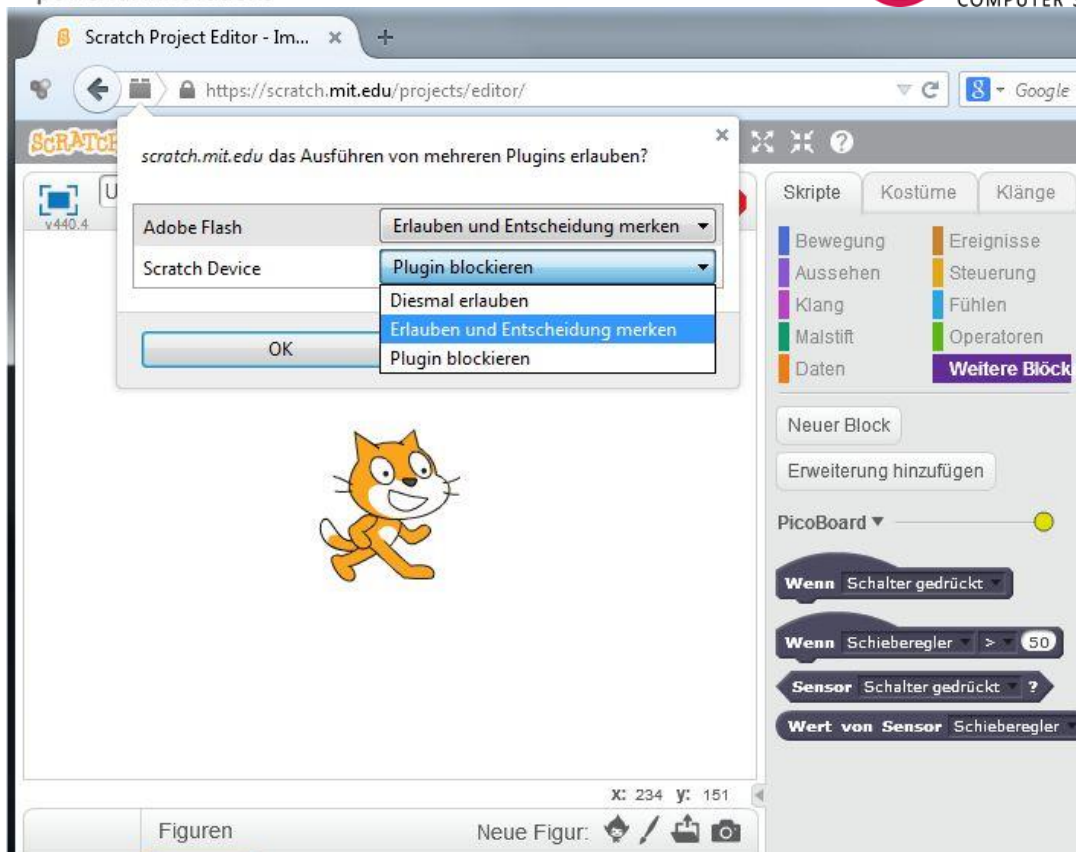 COMPUTER S
Scratch Project Editor - Im...
https://scratch.mit.edu/projects/editor/
Google
SCRATCH
scratch.mit.edu das Ausführen von mehreren Plugins erlauben?
U
v440.4
Adobe Flash
Erlauben und Entscheidung merken
Scratch Device
Plugin blockieren
Diesmal erlauben
Erlauben und Entscheidung merken
Plugin blockieren
OK
Skripte
Kostüme
Klänge
Bewegung
Ereignisse
Aussehen
Steuerung
Klang
Fühlen
Malstift
Operatoren
Daten
Weitere Blöck
Neuer Block
Erweiterung hinzufügen
PicoBoard
Wenn Schalter gedrückt
Wenn Schieberegler > 50
Sensor Schalter gedrückt ?
Wert von Sensor Schieberegler
x: 234 y: 151
Figuren
Neue Figur: